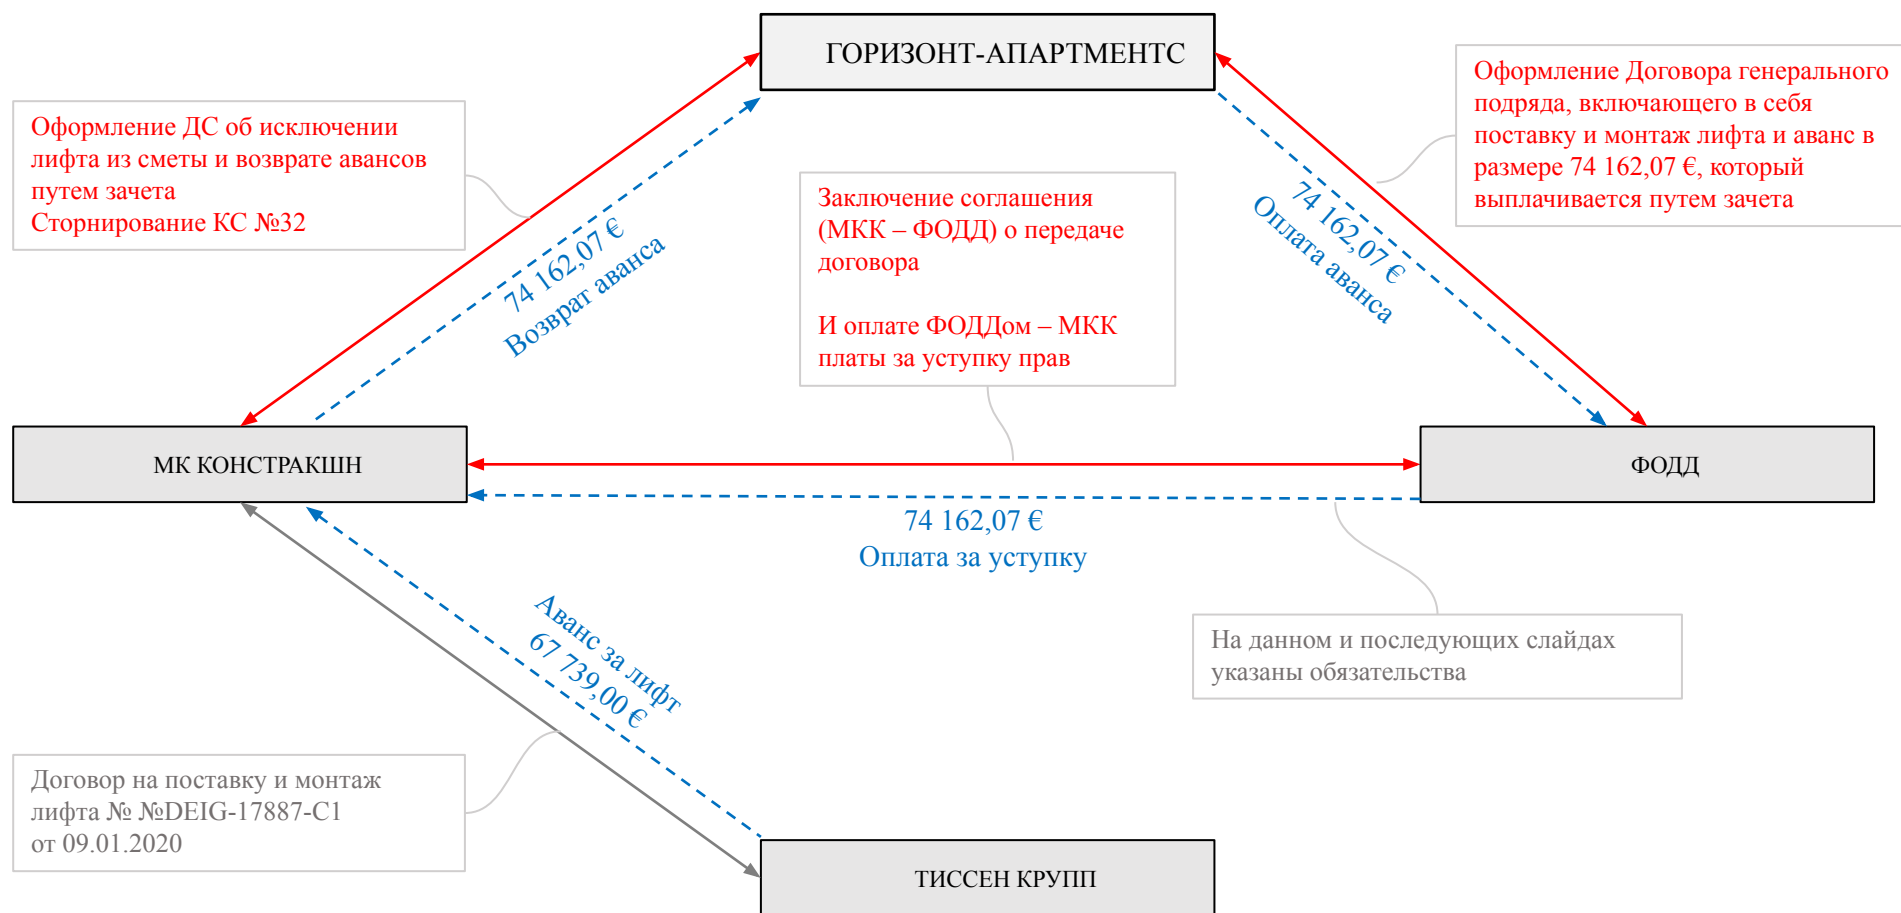 ГОРИЗОНТ-АПАРТМЕНТС
Оформление ДС об исключении
лифта из сметы и возврате авансов
путем зачета
Сторнирование КС №32
74 162,07 €
Возврат аванса
Заключение соглашения
(МКК – ФОДД) о передаче
договора
И оплате ФОДДом – МКК
платы за уступку прав
74 162,07 €
Оплата аванса
Оформление Договора генерального
подряда, включающего в себя
поставку и монтаж лифта и аванс в
размере 74 162,07 €, который
выплачивается путем зачета
МК КОНСТРАКШН
ФОДД
74 162,07 €
Оплата за уступку
Аванс за лифт
67 739,00 €
На данном и последующих слайдах
указаны обязательства
Договор на поставку и монтаж
лифта № №DEIG-17887-C1
от 09.01.2020
ТИССЕН КРУПП